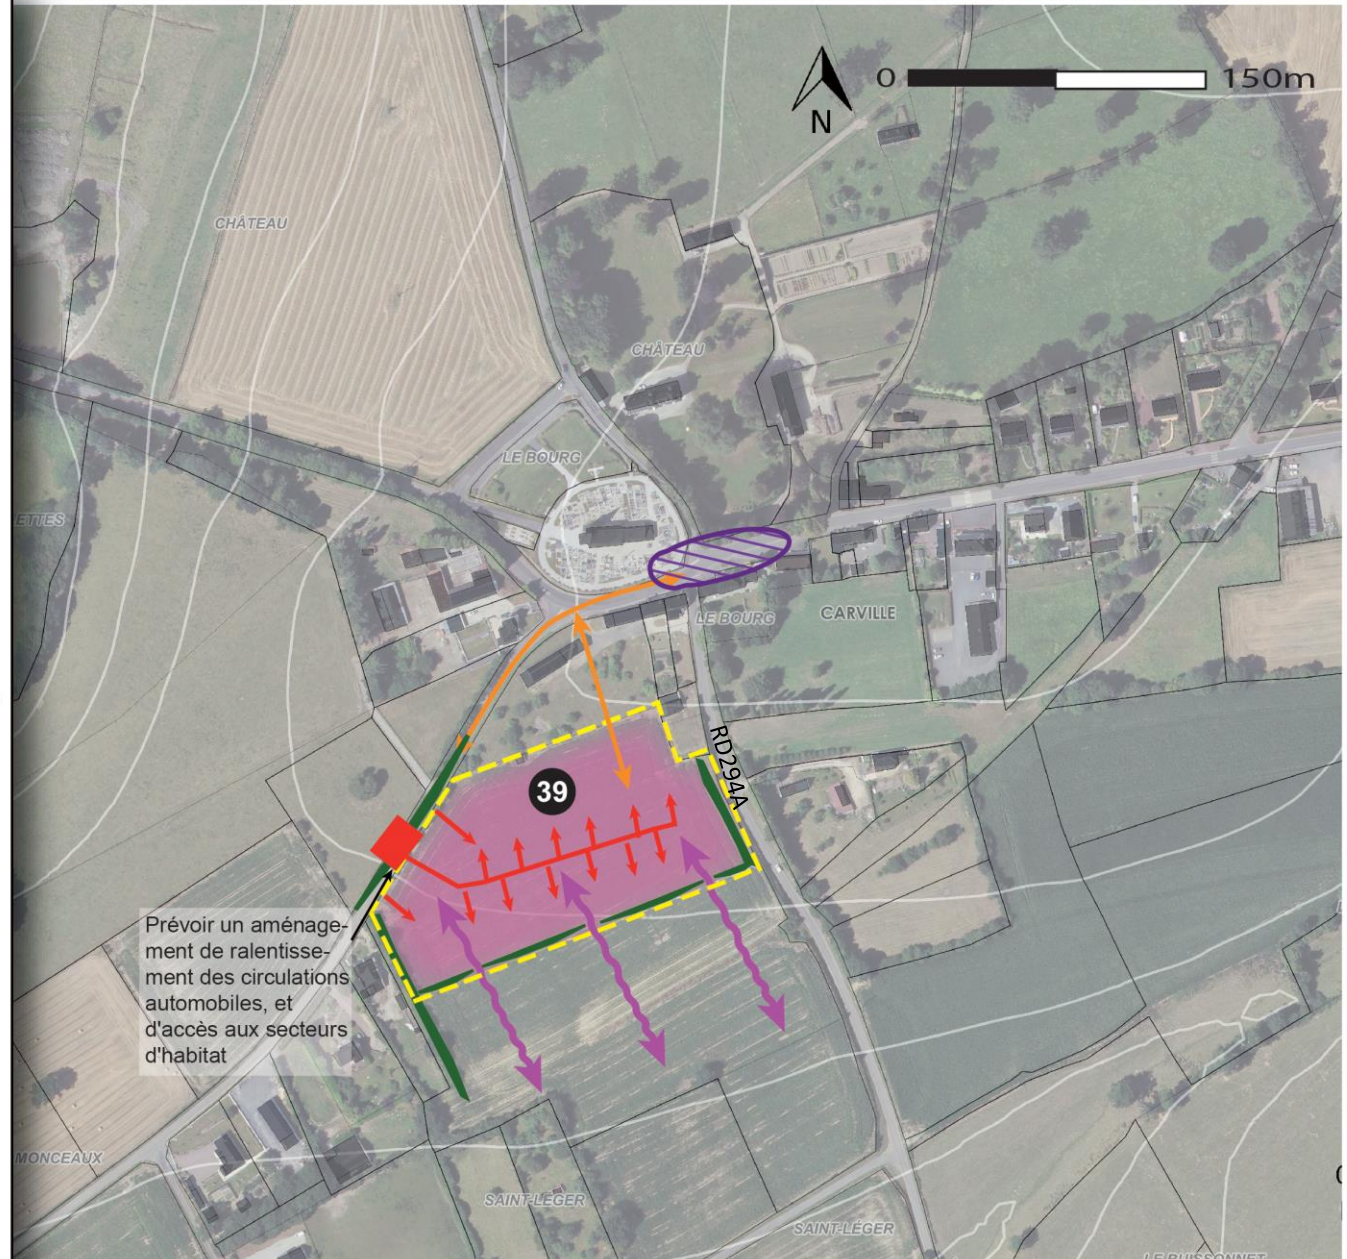 0 150m
N
CHÂTEAU
CHÂTEAU
LE BOURG
ETTES
LE BOURG
CARVILLE
RD294A
39
Prévoir un aménage-
ment de ralentisse-
ment des circulations
automobiles, et
d'accès aux secteurs
d'habitat
MONCEAUX
SAINT-LÉGER
SAINT-LÉGER
LE BUISSONNET